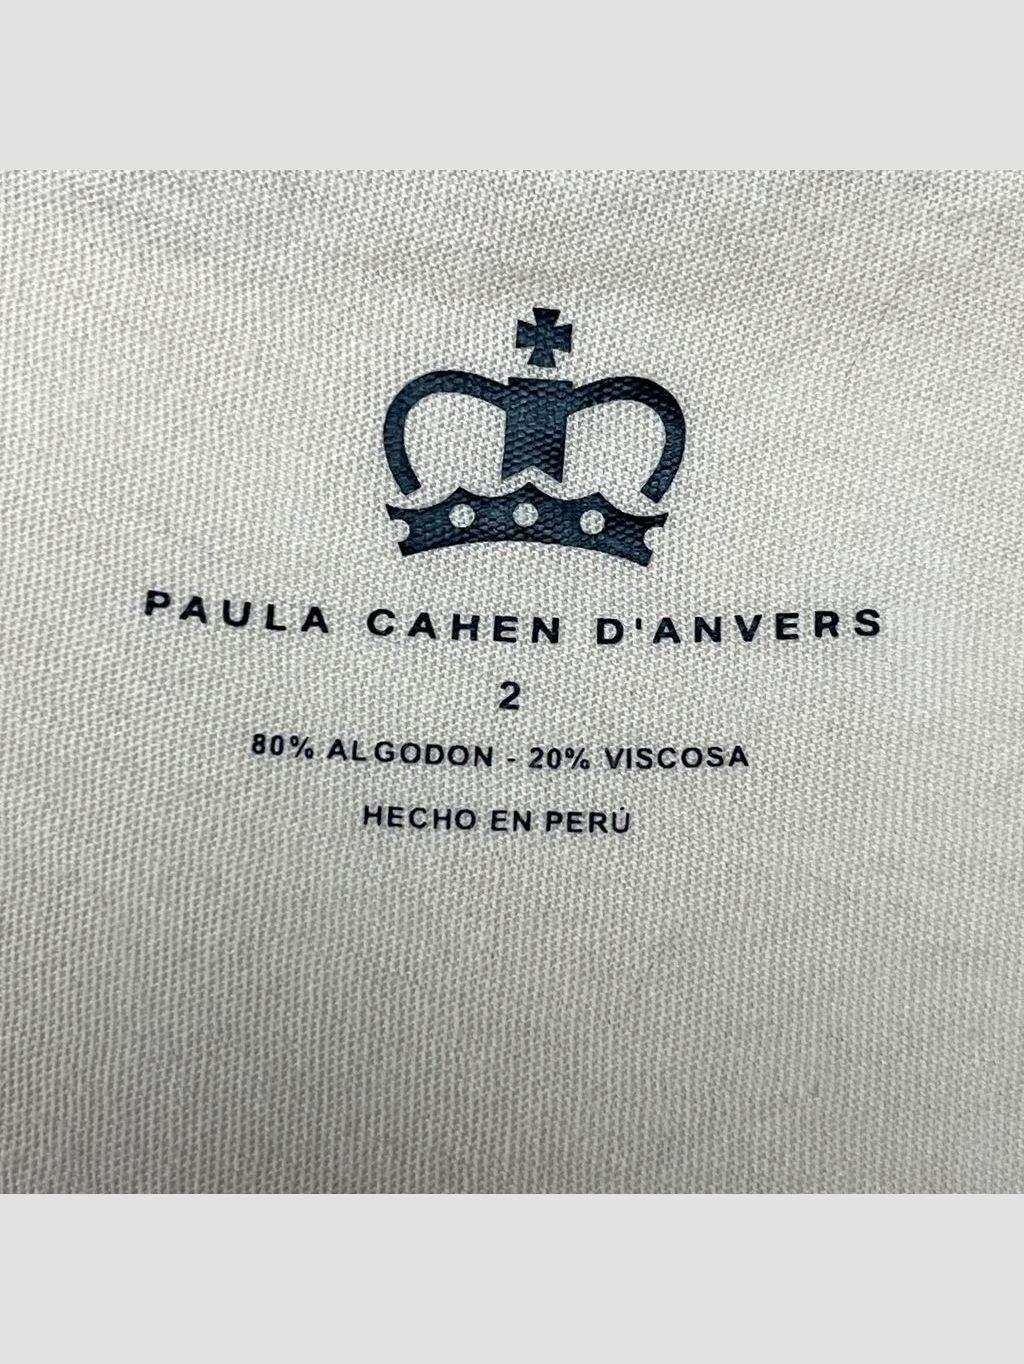 PAULA CAHEN D'ANVERS
2
80% ALGODON - 20% VISCOSA
HECHO EN PERÚ